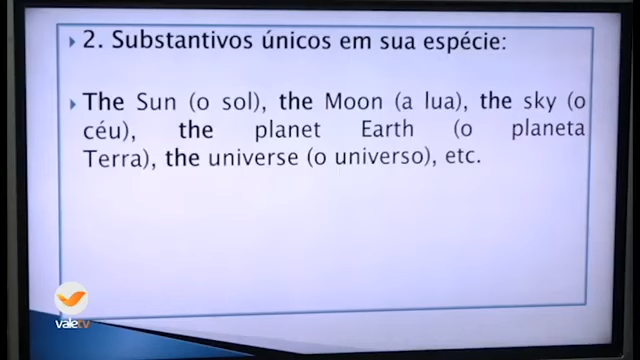 2. Substantivos únicos em sua espécie:
The Sun (o sol), the Moon (a lua), the sky (o
céu), the planet Earth (o planeta
Terra), the universe (o universo), etc.
valetv